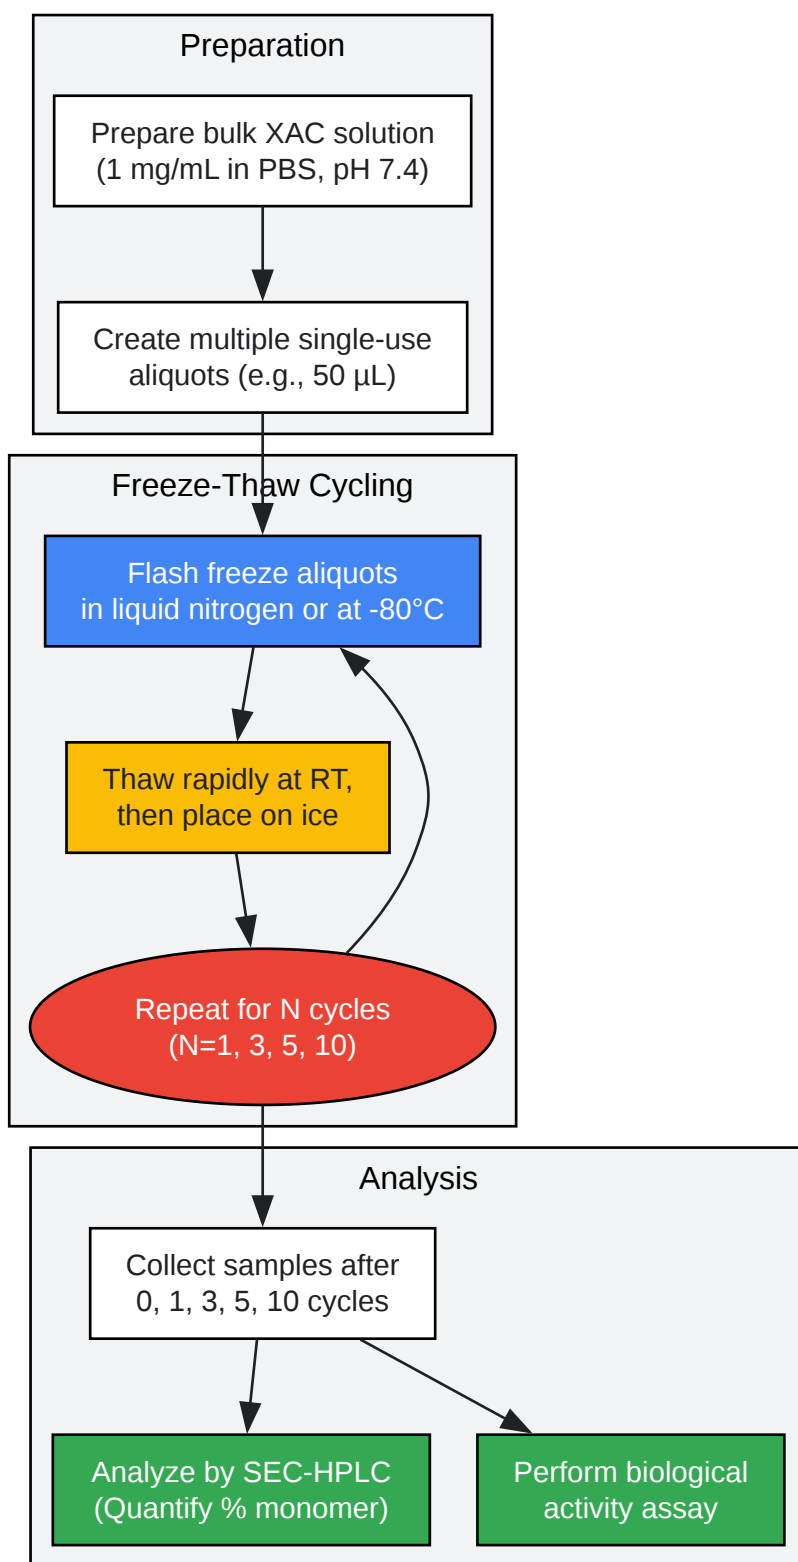 Preparation
Prepare bulk XAC solution
(1 mg/mL in PBS, pH 7.4)
Create multiple single-use
aliquots (e.g., 50 µL)
Freeze-Thaw Cycling
Flash freeze aliquots
in liquid nitrogen or at -80°C
Thaw rapidly at RT,
then place on ice
Repeat for N cycles
(N=1, 3, 5, 10)
Analysis
Collect samples after
0, 1, 3, 5, 10 cycles
Analyze by SEC-HPLC
(Quantify % monomer)
Perform biological
activity assay